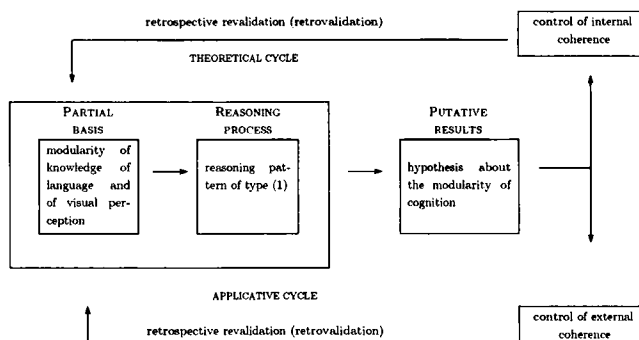 retrospective revalidation (retrovalidation)
control of internal
coherence
THEORETICAL CYCLE
PARTIAL
BASIS
modularity of
knowledge of
language and
of visual per-
ception
REASONING
PROCESS
reasoning pat-
tern of type (1)
PUTATIVE
RESULTS
hypothesis about
the modularity of
cognition
APPLICATIVE CYCLE
retrospective revalidation (retrovalidation)
control of external
coherence